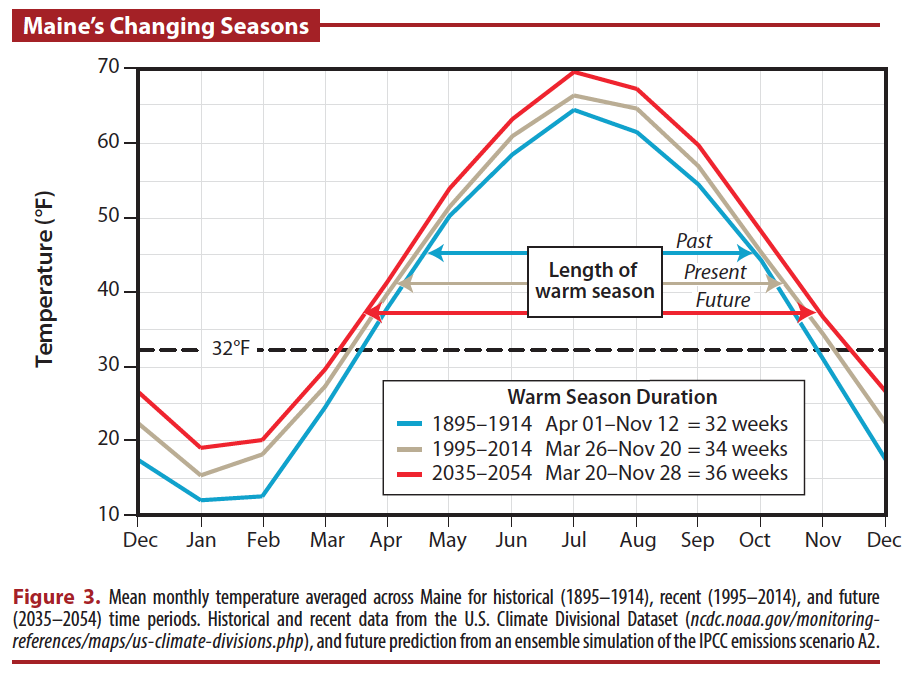 Maine's Changing Seasons
70
60
50
40
30
20
10
Temperature (°F)
Past
Present
Future
Length of
warm season
32°F
Warm Season Duration
1895–1914 Apr 01–Nov 12 = 32 weeks
1995–2014 Mar 26–Nov 20 = 34 weeks
2035–2054 Mar 20–Nov 28 = 36 weeks
Dec Jan Feb Mar Apr May Jun Jul Aug Sep Oct Nov Dec
Figure 3. Mean monthly temperature averaged across Maine for historical (1895–1914), recent (1995–2014), and future
(2035–2054) time periods. Historical and recent data from the U.S. Climate Divisional Dataset (ncdc.noaa.gov/monitoring-
references/maps/us-climate-divisions.php), and future prediction from an ensemble simulation of the IPCC emissions scenario A2.